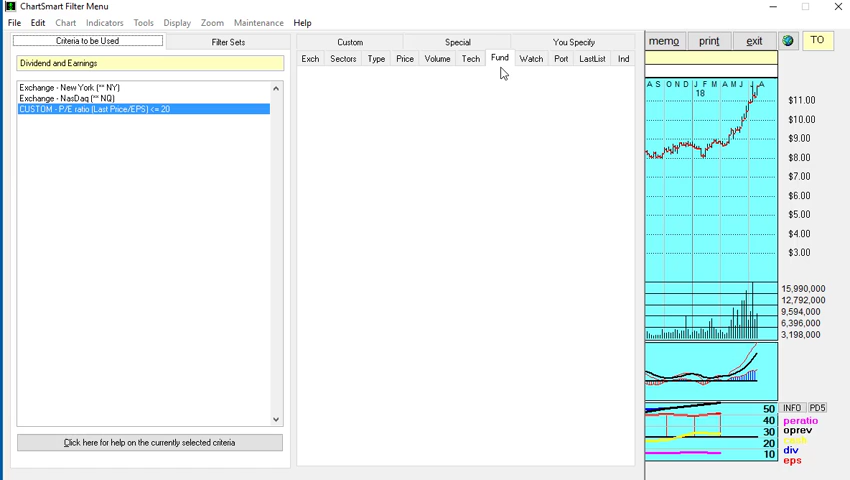 ChartSmart Filter Menu
File Edit Chart Indicators Tools Display Zoom Maintenance Help
Criteria to be Used
Filter Sets
Dividend and Earnings
Exchange - New York (** NY)
Exchange - NasDaq (** NQ)
CUSTOM - P/E ratio (Last Price/EPS) <= 20
Click here for help on the currently selected criteria
Custom Special You Specify
Exch Sectors Type Price Volume Tech Fund Watch Port LastList Ind
memo print exit TO
A S O N D J F M A M J J A
18
$11.00
$10.00
$9.00
$8.00
$7.00
$6.00
$5.00
$4.00
$3.00
15,990,000
12,792,000
9,594,000
6,396,000
3,198,000
INFO PD5
50
40
30
20
10
peratio
oprev
cash
div
eps